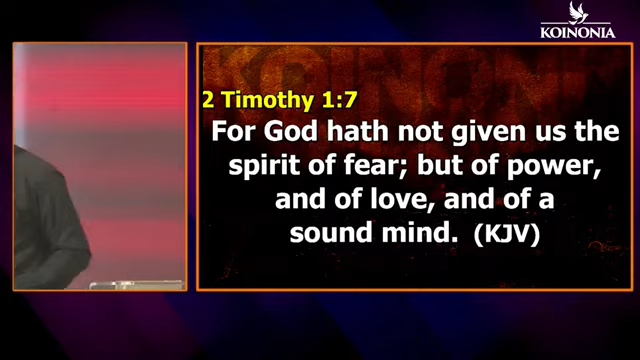 KOINONIA
KOINONIA
2 Timothy 1:7
For God hath not given us the
spirit of fear; but of power,
and of love, and of a
sound mind. (KJV)